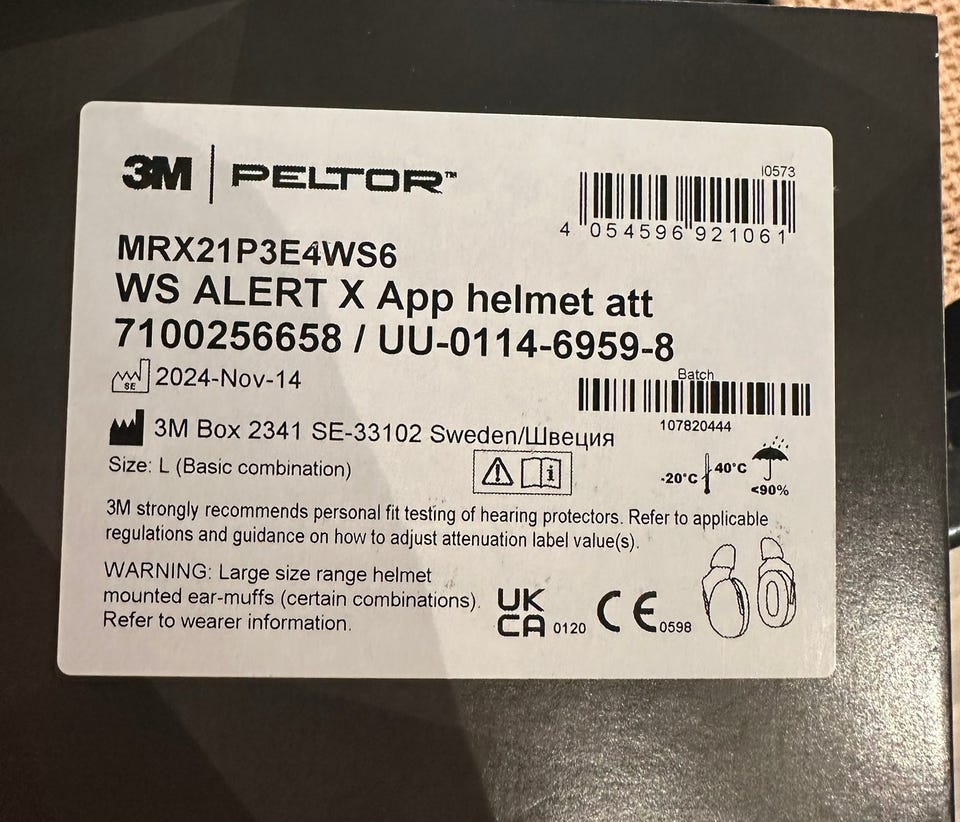 3M | PELTOR™
I0573
4 054596 921061
MRX21P3E4WS6
WS ALERT X App helmet att
7100256658 / UU-0114-6959-8
SE 2024-Nov-14
Batch
107820444
3M Box 2341 SE-33102 Sweden/Швеция
Size: L (Basic combination)
-20°C 40°C <90%
3M strongly recommends personal fit testing of hearing protectors. Refer to applicable
regulations and guidance on how to adjust attenuation label value(s).
WARNING: Large size range helmet
mounted ear-muffs (certain combinations).
Refer to wearer information.
UK
CA 0120
CE 0598